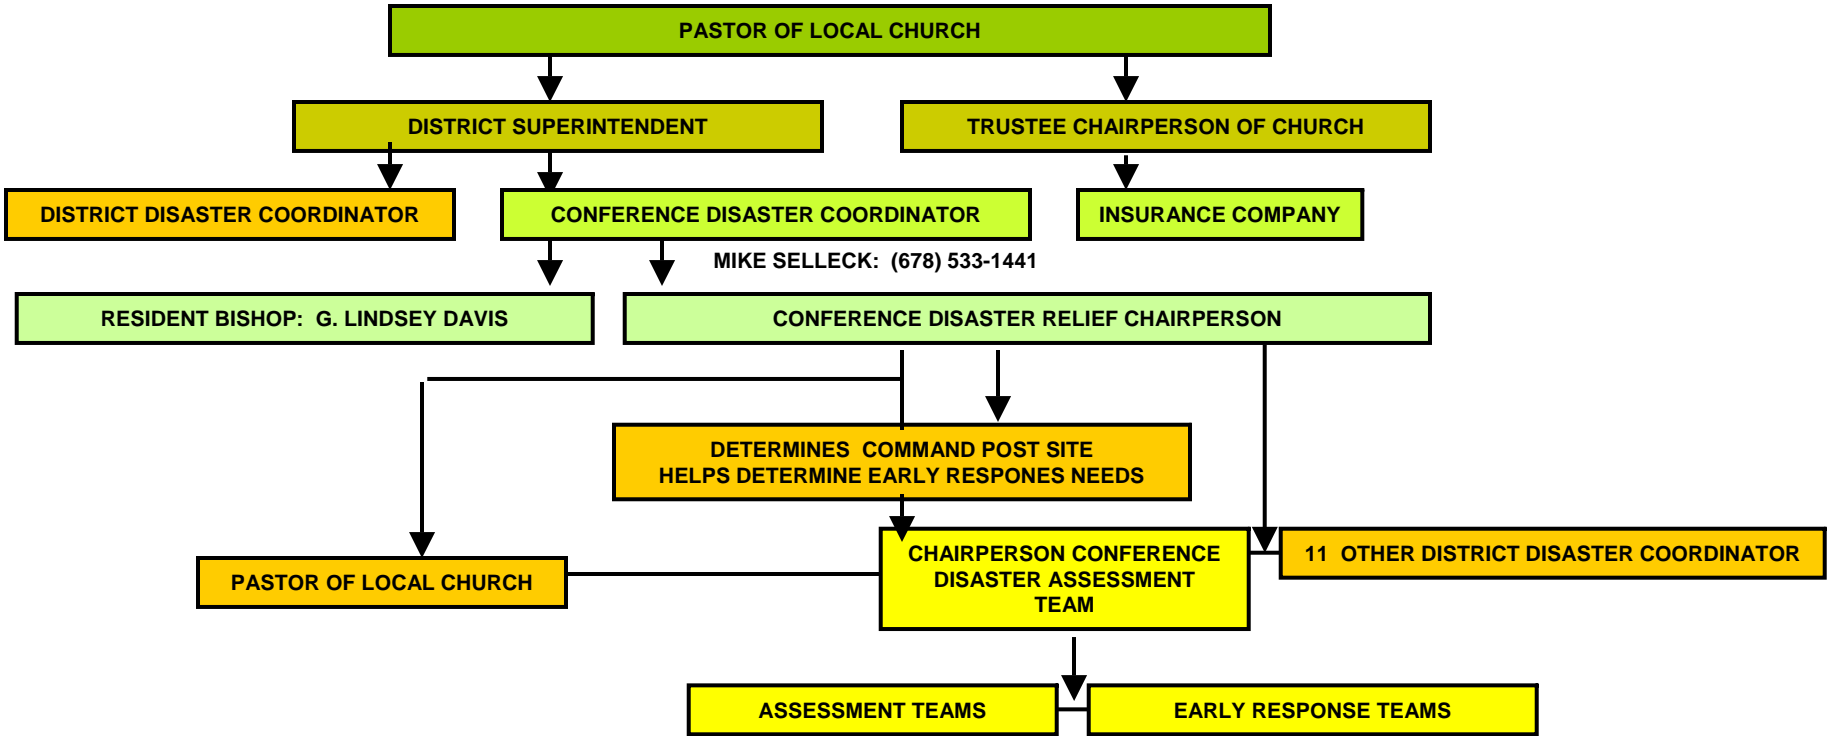 PASTOR OF LOCAL CHURCH
DISTRICT SUPERINTENDENT
TRUSTEE CHAIRPERSON OF CHURCH
DISTRICT DISASTER COORDINATOR
CONFERENCE DISASTER COORDINATOR
INSURANCE COMPANY
MIKE SELLECK: (678) 533-1441
RESIDENT BISHOP: G. LINDSEY DAVIS
CONFERENCE DISASTER RELIEF CHAIRPERSON
DETERMINES COMMAND POST SITE
HELPS DETERMINE EARLY RESPONES NEEDS
PASTOR OF LOCAL CHURCH
CHAIRPERSON CONFERENCE
DISASTER ASSESSMENT
TEAM
11 OTHER DISTRICT DISASTER COORDINATOR
ASSESSMENT TEAMS
EARLY RESPONSE TEAMS